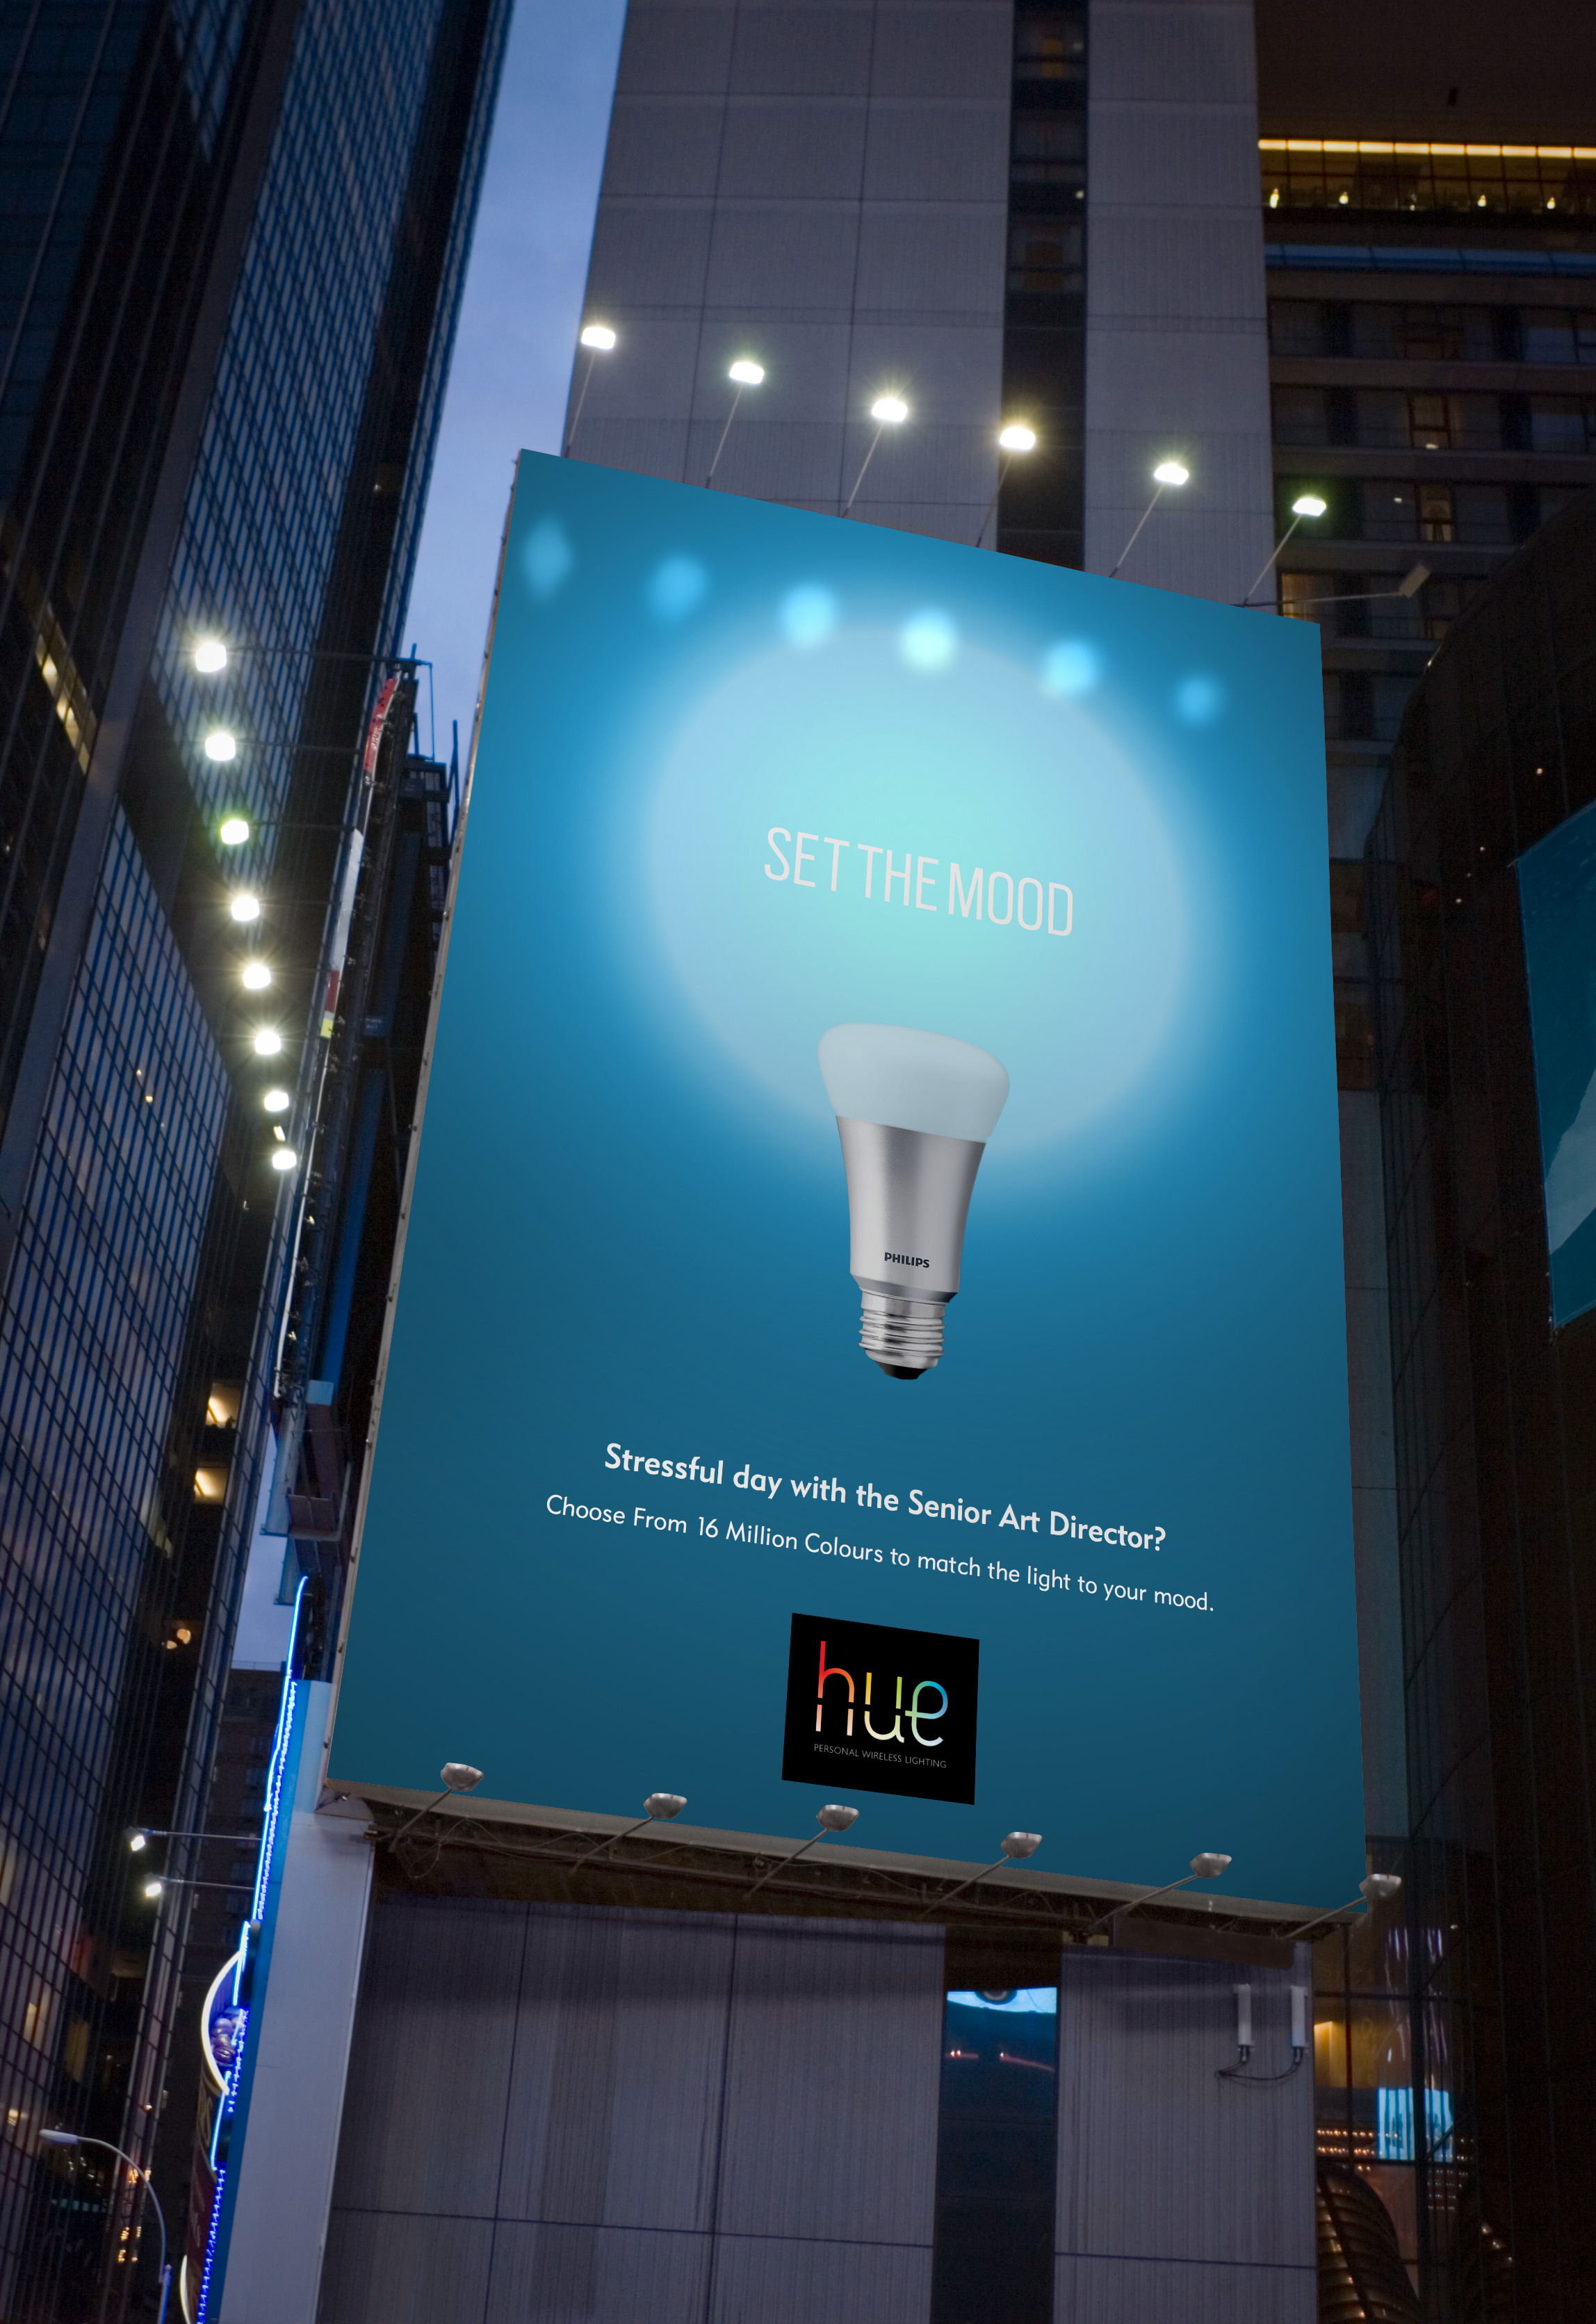 SET THE MOOD
PHILIPS
Stressful day with the Senior Art Director?
Choose From 16 Million Colours to match the light to your mood.
hue
PERSONAL WIRELESS LIGHTING